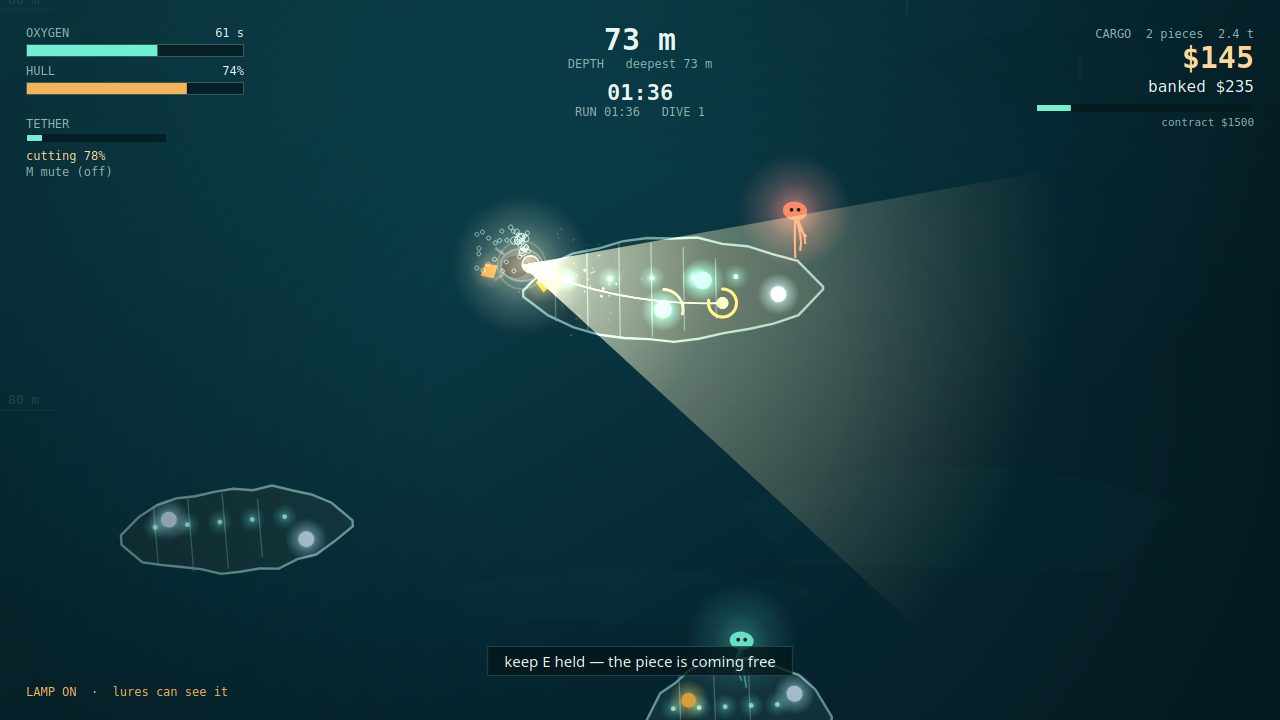 60 m
OXYGEN 61 s
HULL 74%
TETHER
cutting 78%
M mute (off)
73 m
DEPTH deepest 73 m
01:36
RUN 01:36 DIVE 1
CARGO 2 pieces 2.4 t
$145
banked $235
contract $1500
80 m
keep E held — the piece is coming free
LAMP ON · lures can see it